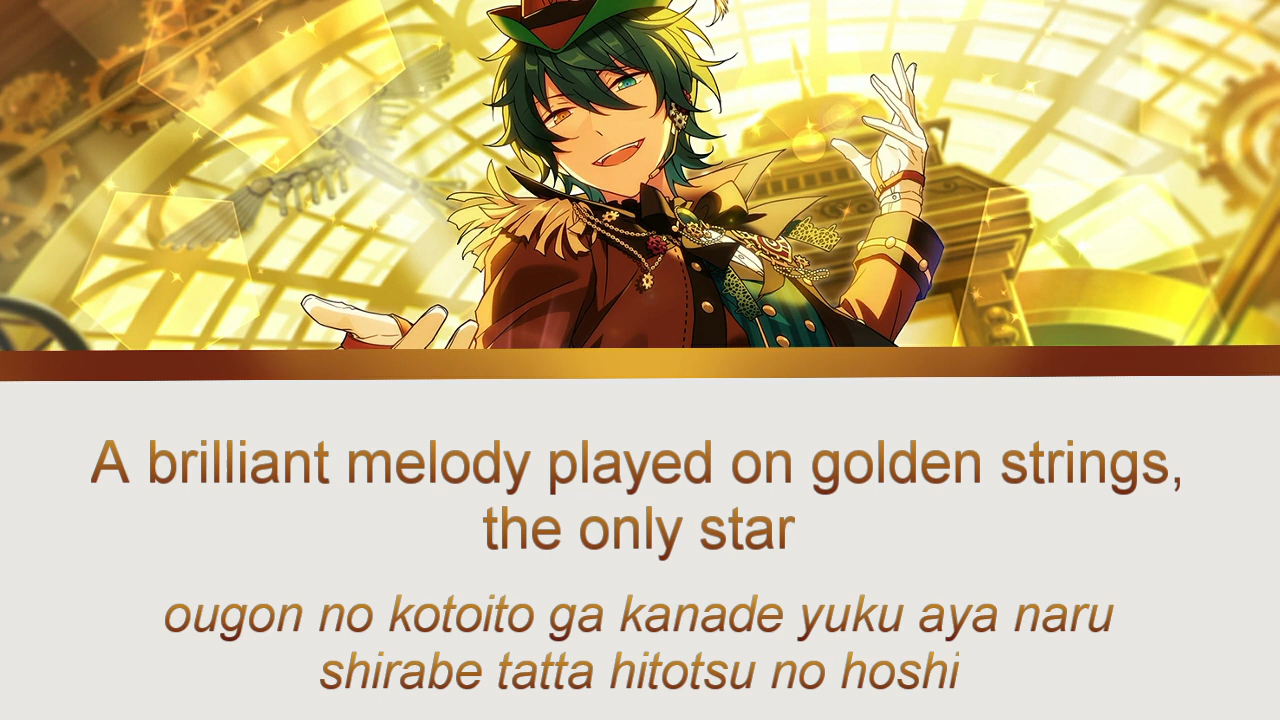 A brilliant melody played on golden strings,
the only star
ougon no kotoito ga kanade yuku aya naru
shirabe tatta hitotsu no hoshi